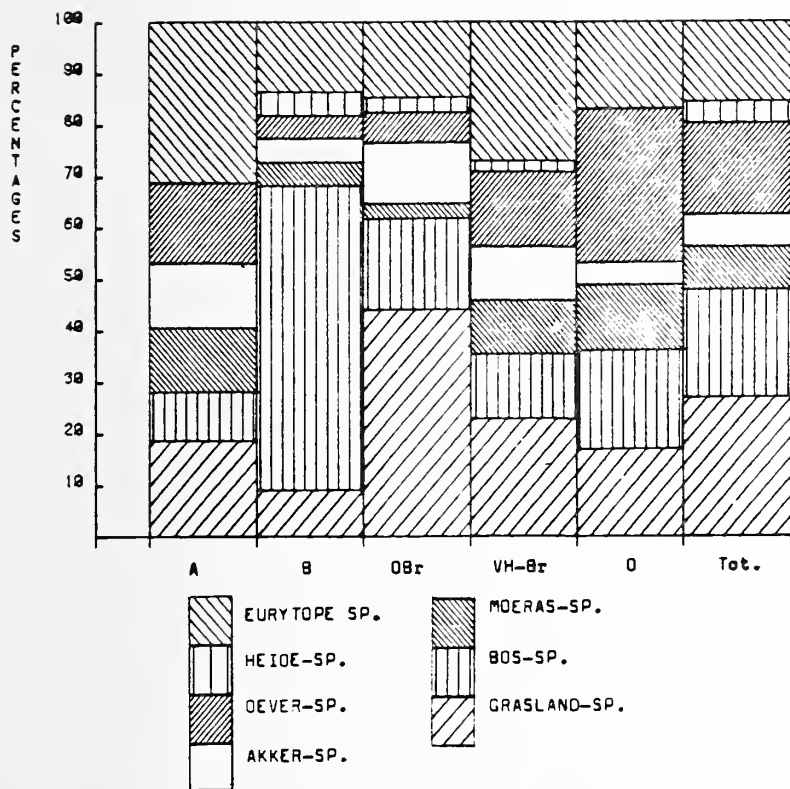 PERCENTAGES
100
90
80
70
60
50
40
30
20
10
A B OBr VH-Br O Tot.
EURYTOPE SP.
HEIDE-SP.
OEVER-SP.
AKKER-SP.
MOERAS-SP.
BOS-SP.
GRASLAND-SP.